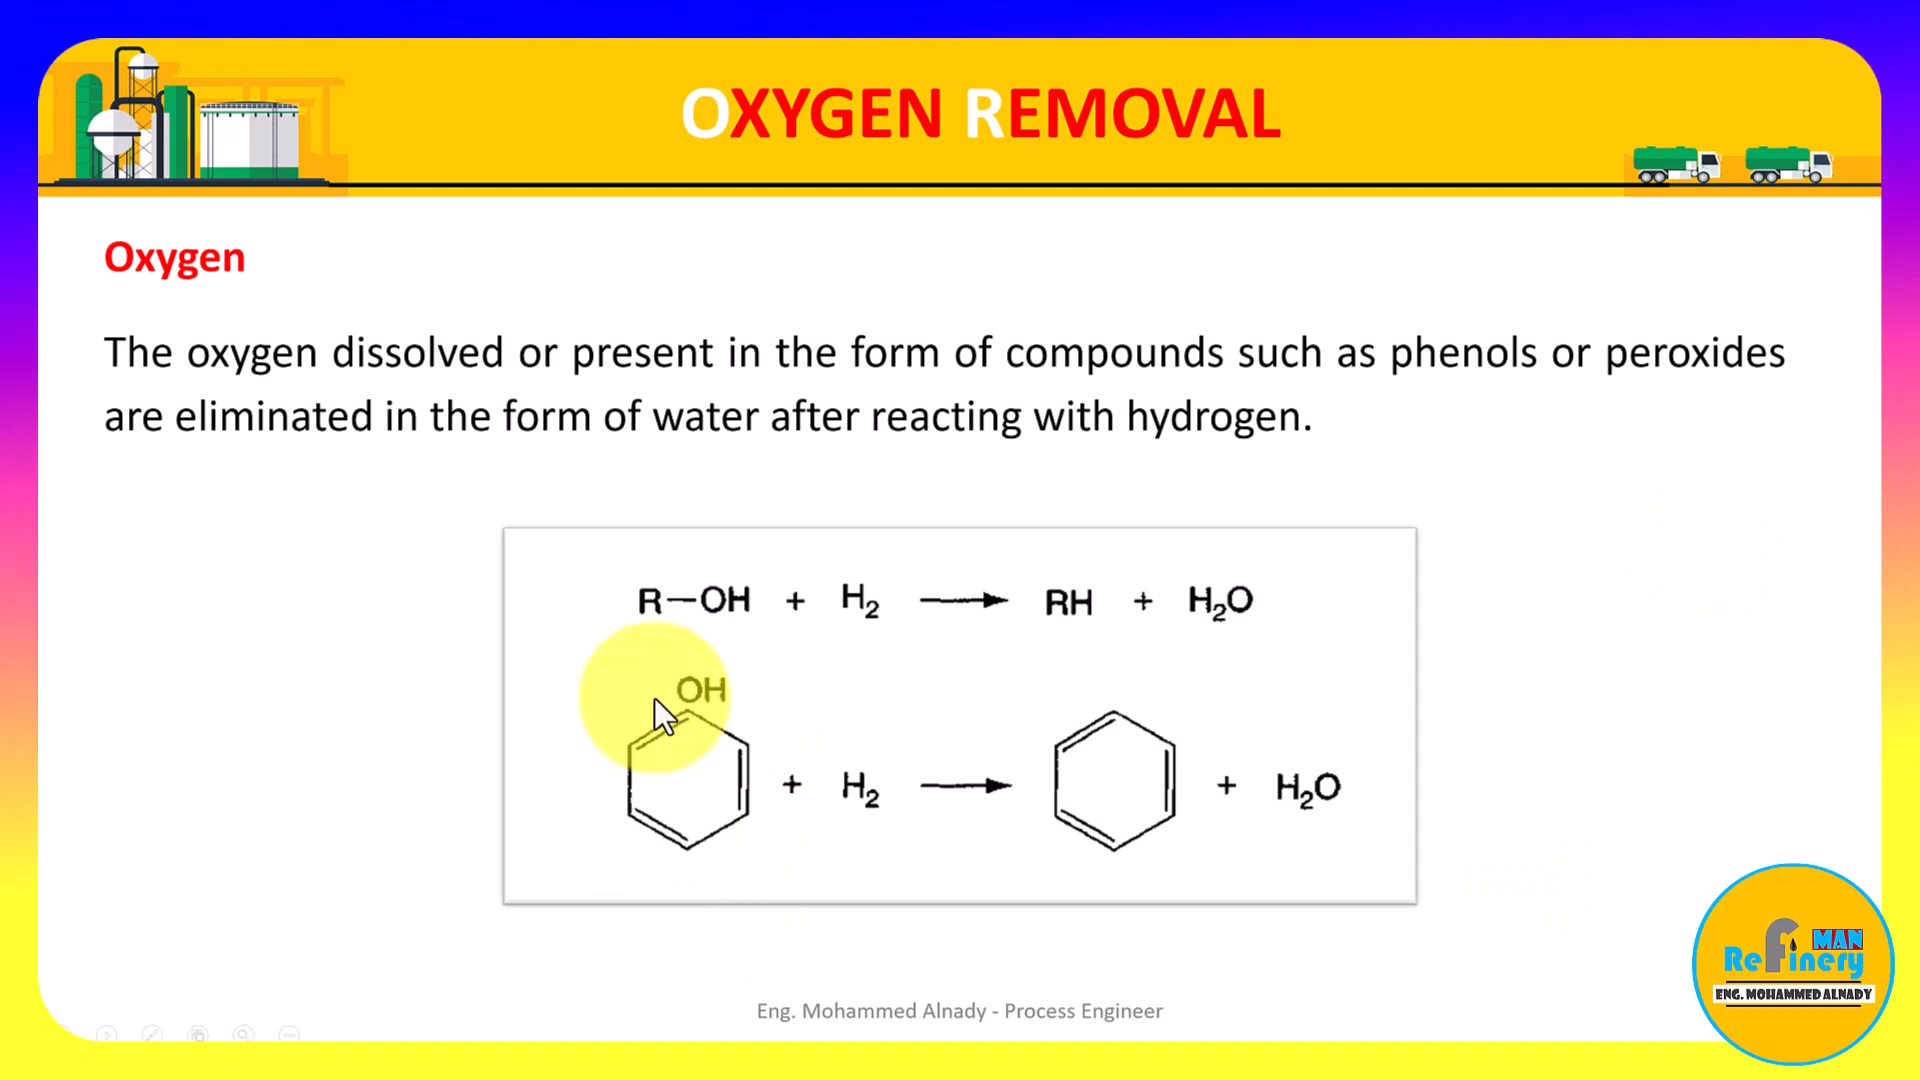 OXYGEN REMOVAL
Oxygen
The oxygen dissolved or present in the form of compounds such as phenols or peroxides
are eliminated in the form of water after reacting with hydrogen.
R—OH + H₂ → RH + H₂O
OH
+ H₂ → + H₂O
MAN
Refinery
ENG. MOHAMMED ALNADY
Eng. Mohammed Alnady - Process Engineer